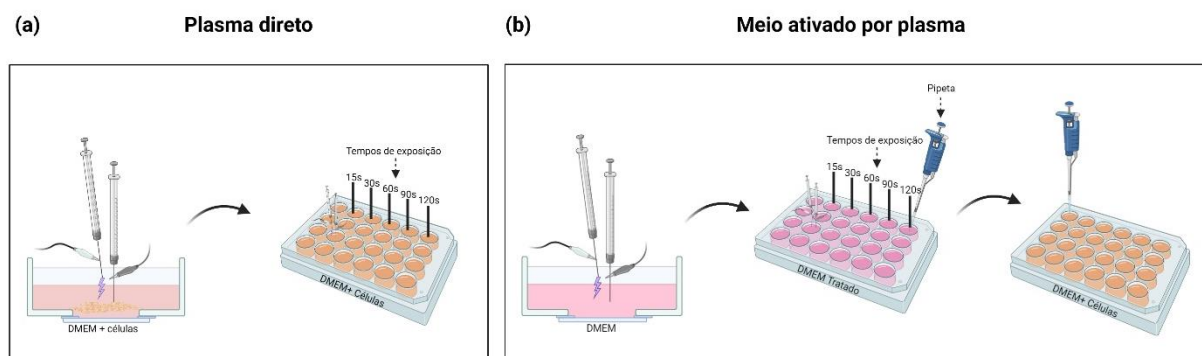 (a) Plasma direto
Tempos de exposição
15s 30s 60s 90s 120s
DMEM + células
DMEM+ Células
(b) Meio ativado por plasma
Pipeta
Tempos de exposição
15s 30s 60s 90s 120s
DMEM
DMEM Tratado
DMEM+ Células